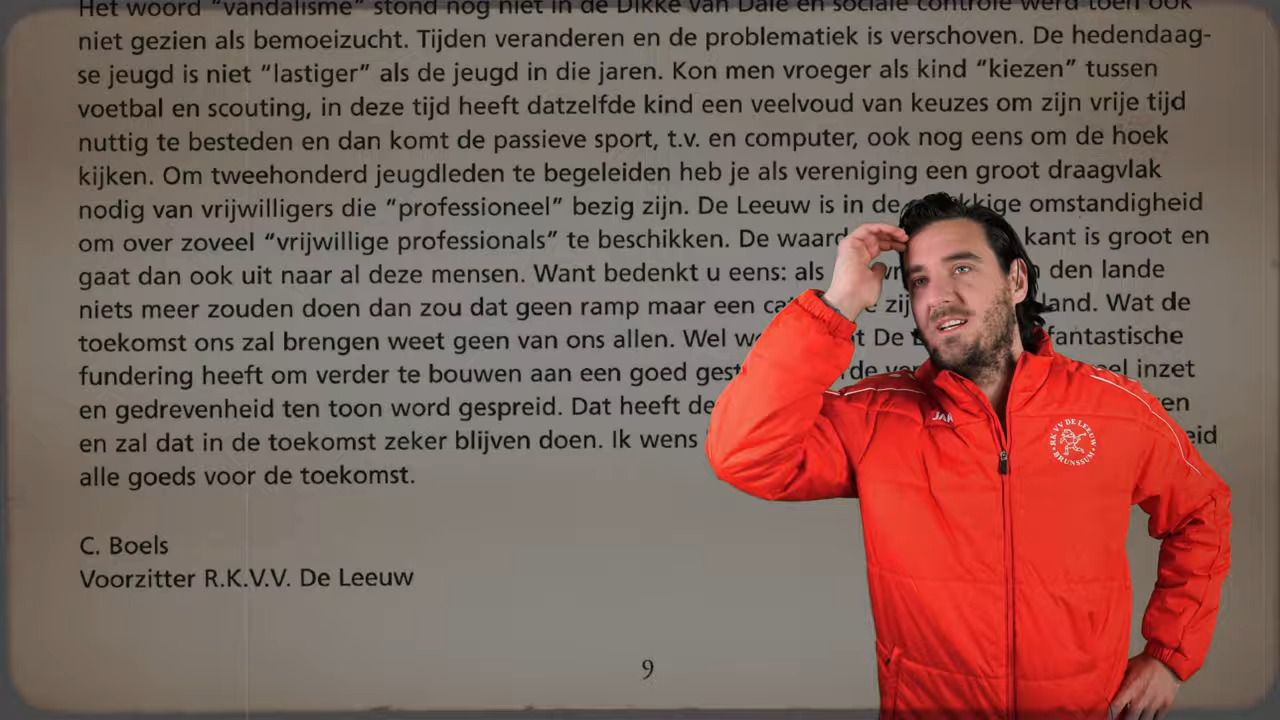 Het woord “vandalisme” stond nog niet in de Dikke van Dale en sociale controle werd toen ook
niet gezien als bemoeizucht. Tijden veranderen en de problematiek is verschoven. De hedendaag-
se jeugd is niet “lastiger” als de jeugd in die jaren. Kon men vroeger als kind “kiezen” tussen
voetbal en scouting, in deze tijd heeft datzelfde kind een veelvoud van keuzes om zijn vrije tijd
nuttig te besteden en dan komt de passieve sport, t.v. en computer, ook nog eens om de hoek
kijken. Om tweehonderd jeugdleden te begeleiden heb je als vereniging een groot draagvlak
nodig van vrijwilligers die “professioneel” bezig zijn. De Leeuw is in de omstandigheid
om over zoveel “vrijwillige professionals” te beschikken. De kant is groot en
gaat dan ook uit naar al deze mensen. Want bedenkt u eens: als den lande
niets meer zouden doen dan zou dat geen ramp maar een Wat de
toekomst ons zal brengen weet geen van ons allen. Wel De fantastische
fundering heeft om verder te bouwen aan een goed inzet
en gedrevenheid ten toon word gespreid. Dat heeft
en zal dat in de toekomst zeker blijven doen. Ik wens
alle goeds voor de toekomst.
C. Boels
Voorzitter R.K.V.V. De Leeuw
9
JAKO
RK VV DE LEEUW
BRUNSSUM